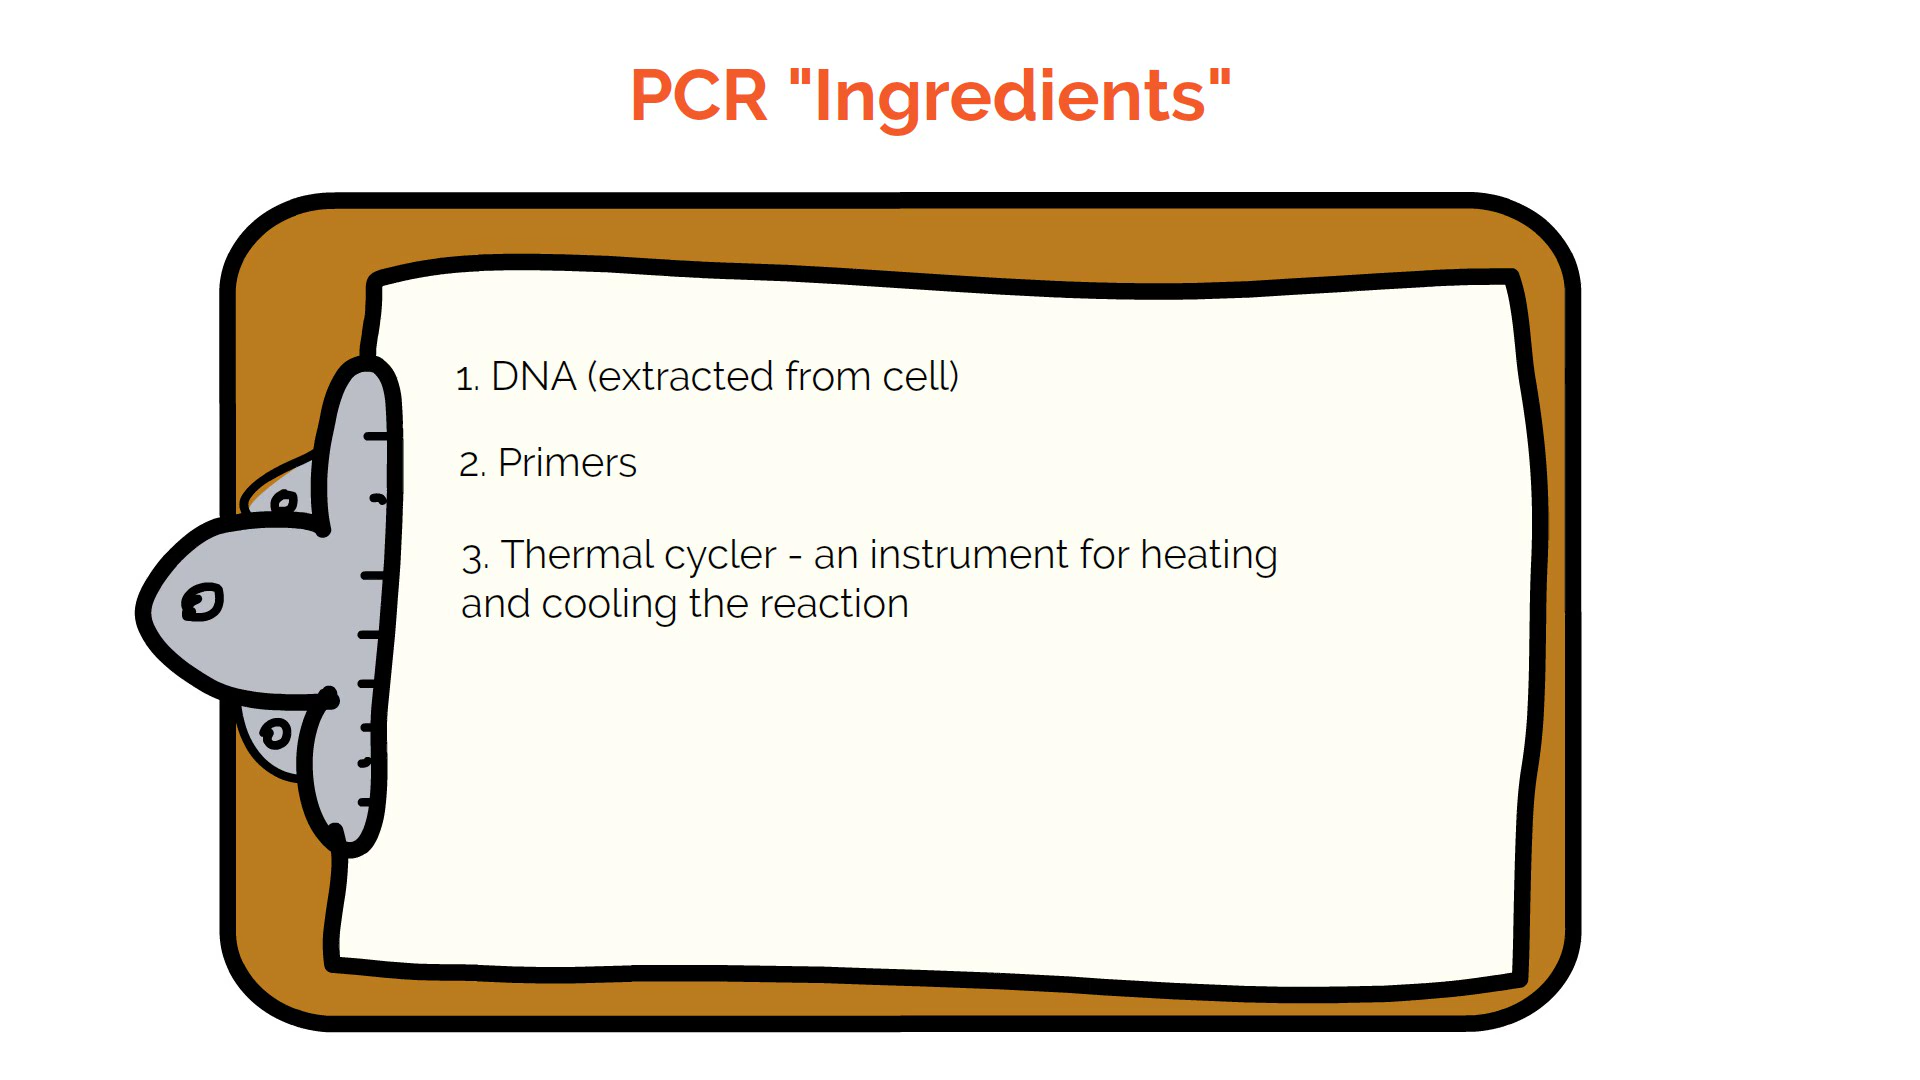 PCR "Ingredients"
1. DNA (extracted from cell)
2. Primers
3. Thermal cycler - an instrument for heating
and cooling the reaction